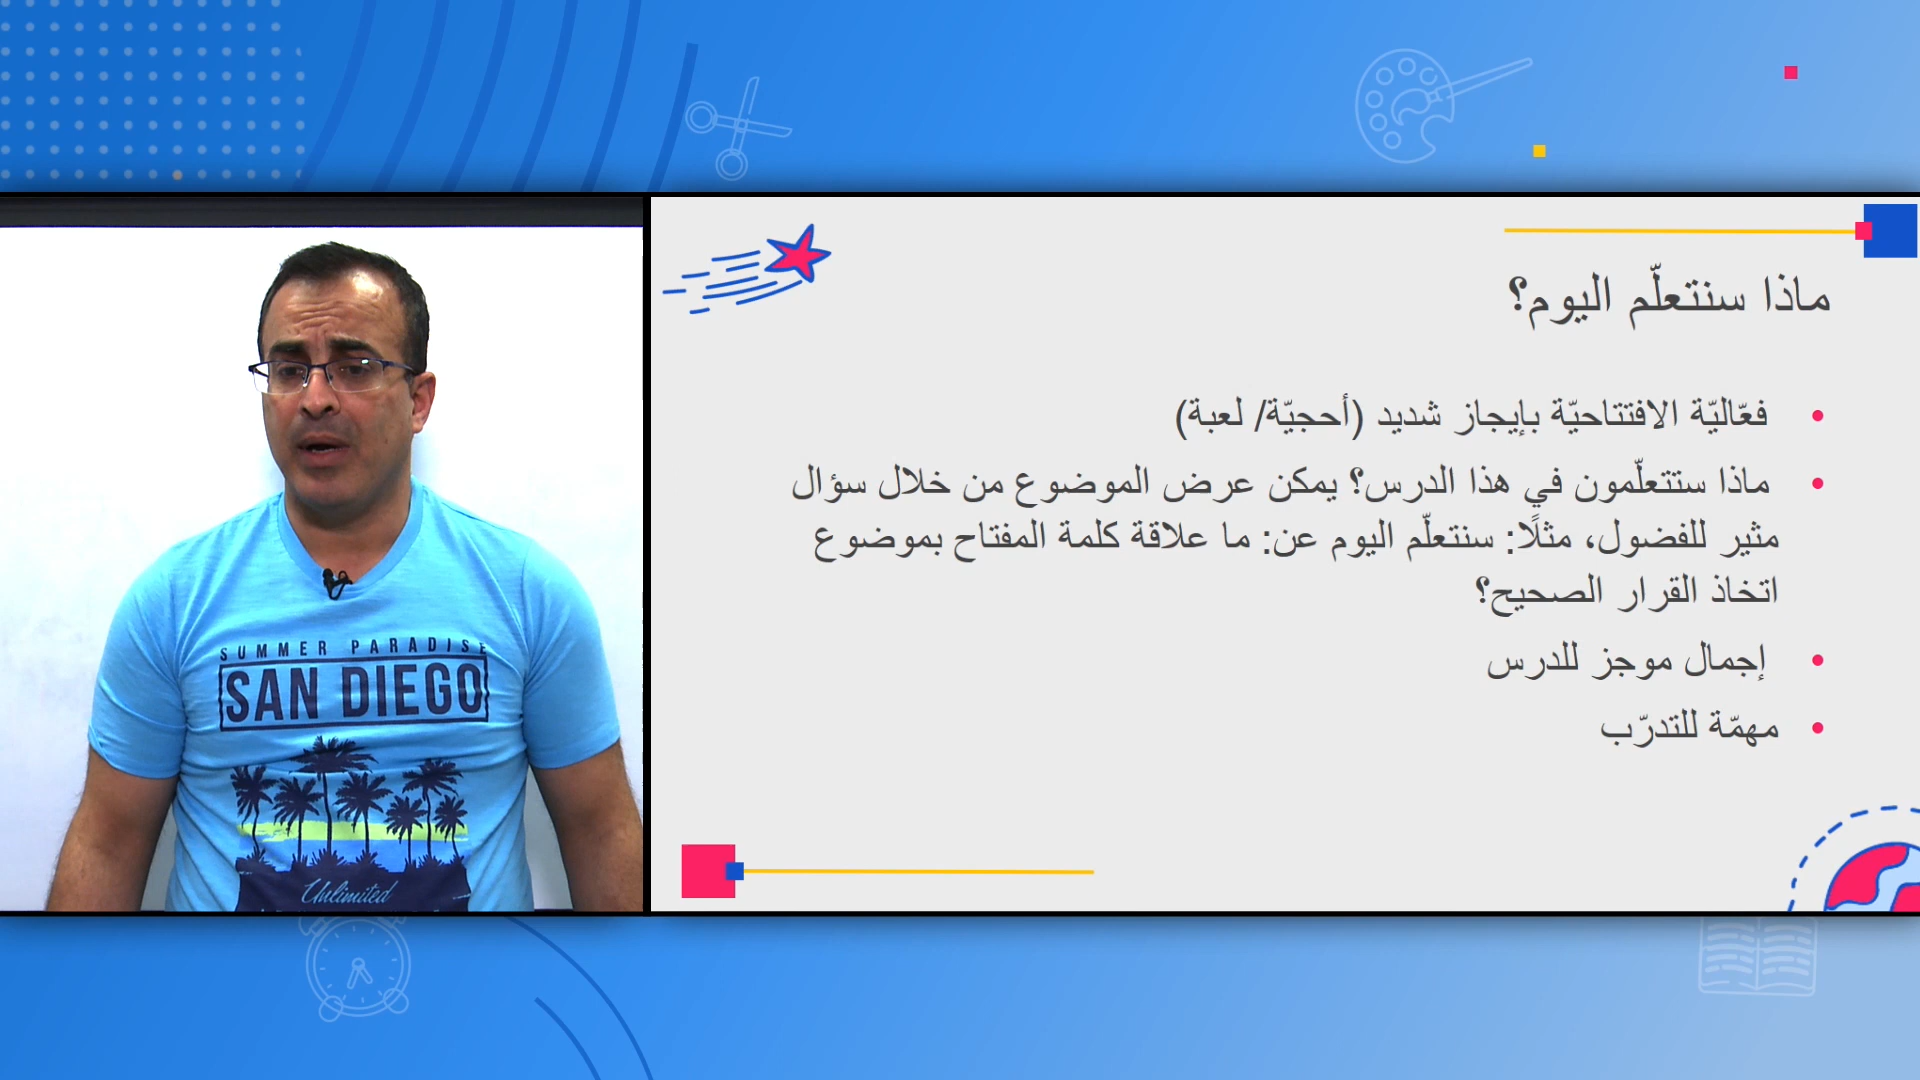 ماذا سنتعلّم اليوم؟
فعّاليّة الافتتاحيّة بإيجاز شديد (أحجيّة/ لعبة)
ماذا ستتعلّمون في هذا الدرس؟ يمكن عرض الموضوع من خلال سؤال
مثير للفضول، مثلًا: سنتعلّم اليوم عن: ما علاقة كلمة المفتاح بموضوع
اتخاذ القرار الصحيح؟
إجمال موجز للدرس
مهمّة للتدرّب
SUMMER PARADISE
SAN DIEGO
Unlimited